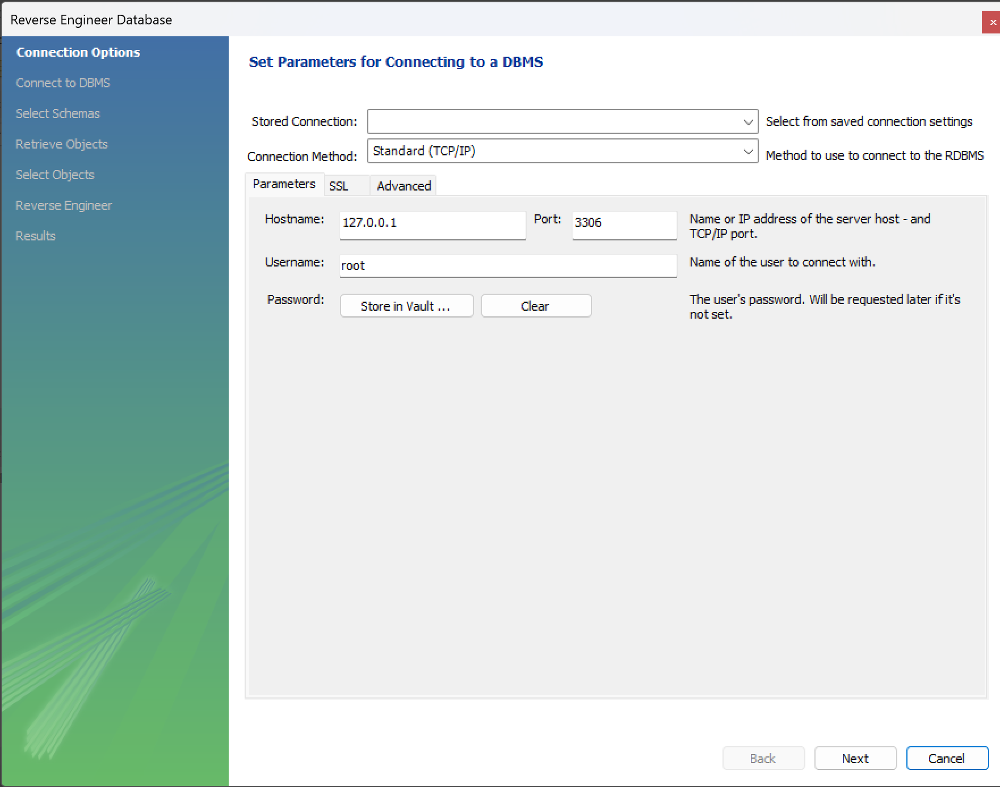 Reverse Engineer Database
Connection Options
Connect to DBMS
Select Schemas
Retrieve Objects
Select Objects
Reverse Engineer
Results
Set Parameters for Connecting to a DBMS
Stored Connection:
Select from saved connection settings
Connection Method: Standard (TCP/IP)
Method to use to connect to the RDBMS
Parameters SSL Advanced
Hostname: 127.0.0.1 Port: 3306
Name or IP address of the server host - and
TCP/IP port.
Username: root
Name of the user to connect with.
Password: Store in Vault ... Clear
The user's password. Will be requested later if it's
not set.
Back Next Cancel